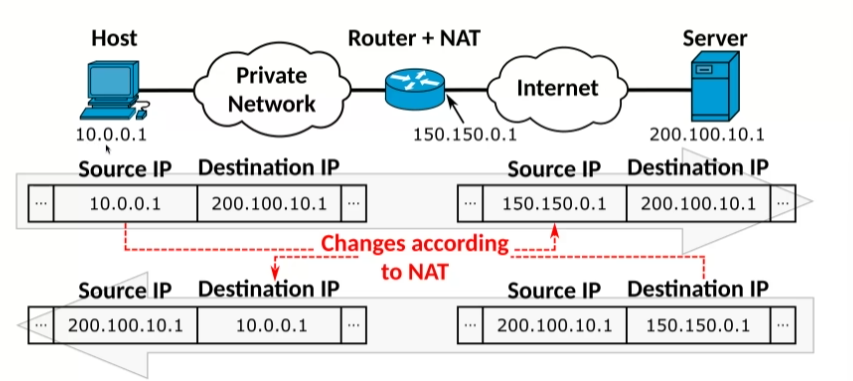 Host
Router + NAT
Server
Private
Network
Internet
10.0.0.1
150.150.0.1
200.100.10.1
Source IP Destination IP
Source IP Destination IP
... 10.0.0.1 200.100.10.1 ...
... 150.150.0.1 200.100.10.1 ...
Changes according
to NAT
Source IP Destination IP
Source IP Destination IP
... 200.100.10.1 10.0.0.1 ...
... 200.100.10.1 150.150.0.1 ...